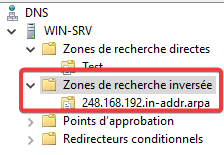 DNS
WIN-SRV
Zones de recherche directes
Test
Zones de recherche inversée
248.168.192.in-addr.arpa
Points d'approbation
Redirecteurs conditionnels